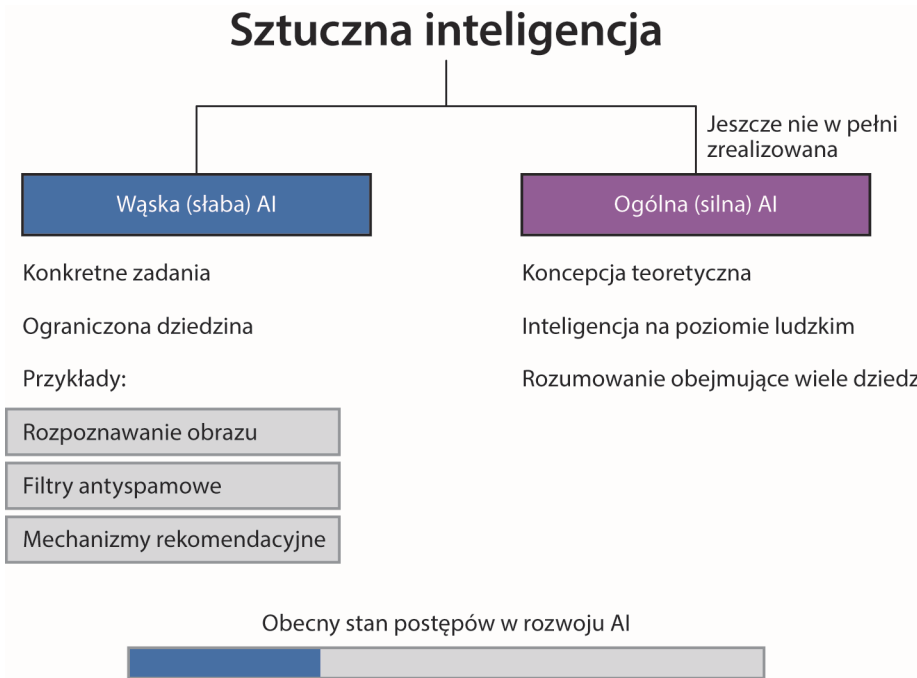 Sztuczna inteligencja
Jeszcze nie w pełni
zrealizowana
Wąska (słaba) AI
Ogólna (silna) AI
Konkretne zadania
Koncepcja teoretyczna
Ograniczona dziedzina
Inteligencja na poziomie ludzkim
Przykłady:
Rozumowanie obejmujące wiele
Rozpoznawanie obrazu
Filtry antyspamowe
Mechanizmy rekomendacyjne
Obecny stan postępów w rozwoju AI